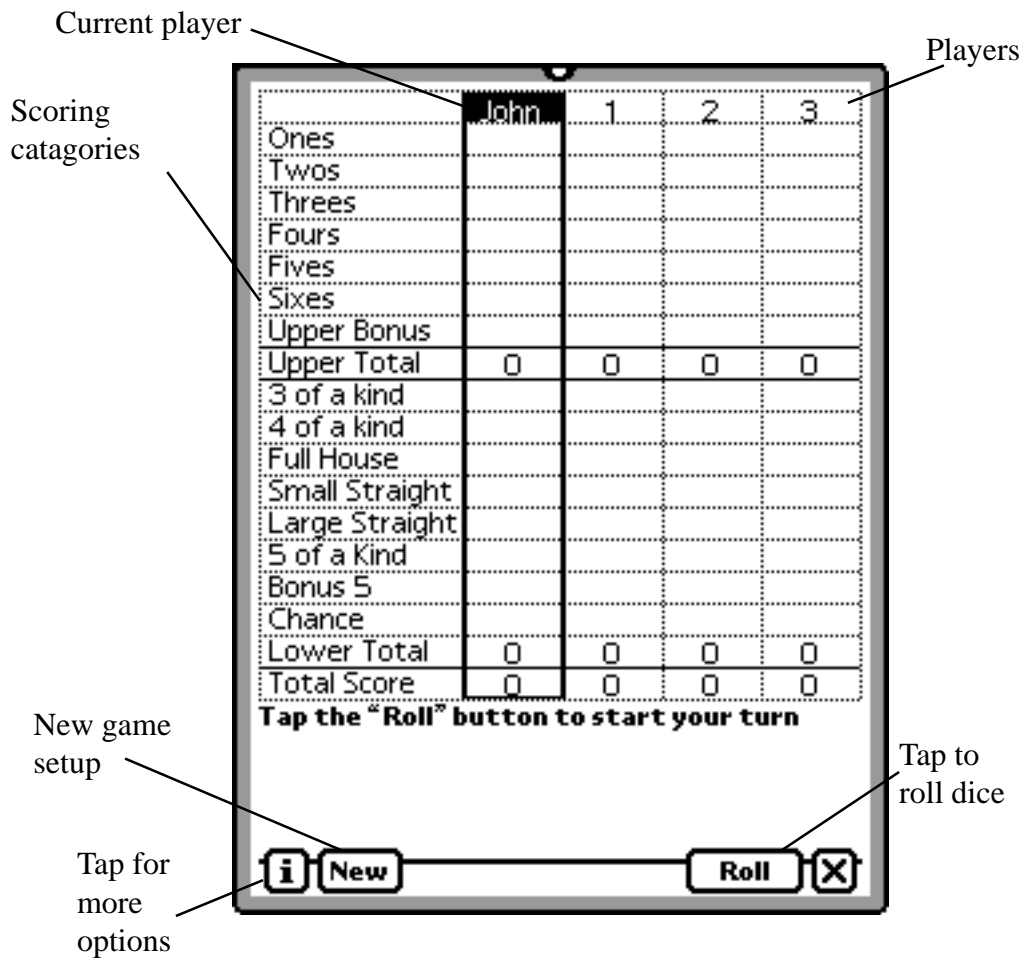 Current player
Players
Scoring
catagories
John 1 2 3
Ones
Twos
Threes
Fours
Fives
Sixes
Upper Bonus
Upper Total 0 0 0 0
3 of a kind
4 of a kind
Full House
Small Straight
Large Straight
5 of a Kind
Bonus 5
Chance
Lower Total 0 0 0 0
Total Score 0 0 0 0
Tap the “Roll” button to start your turn
New game
setup
Tap to
roll dice
Tap for
more
options
i New Roll X